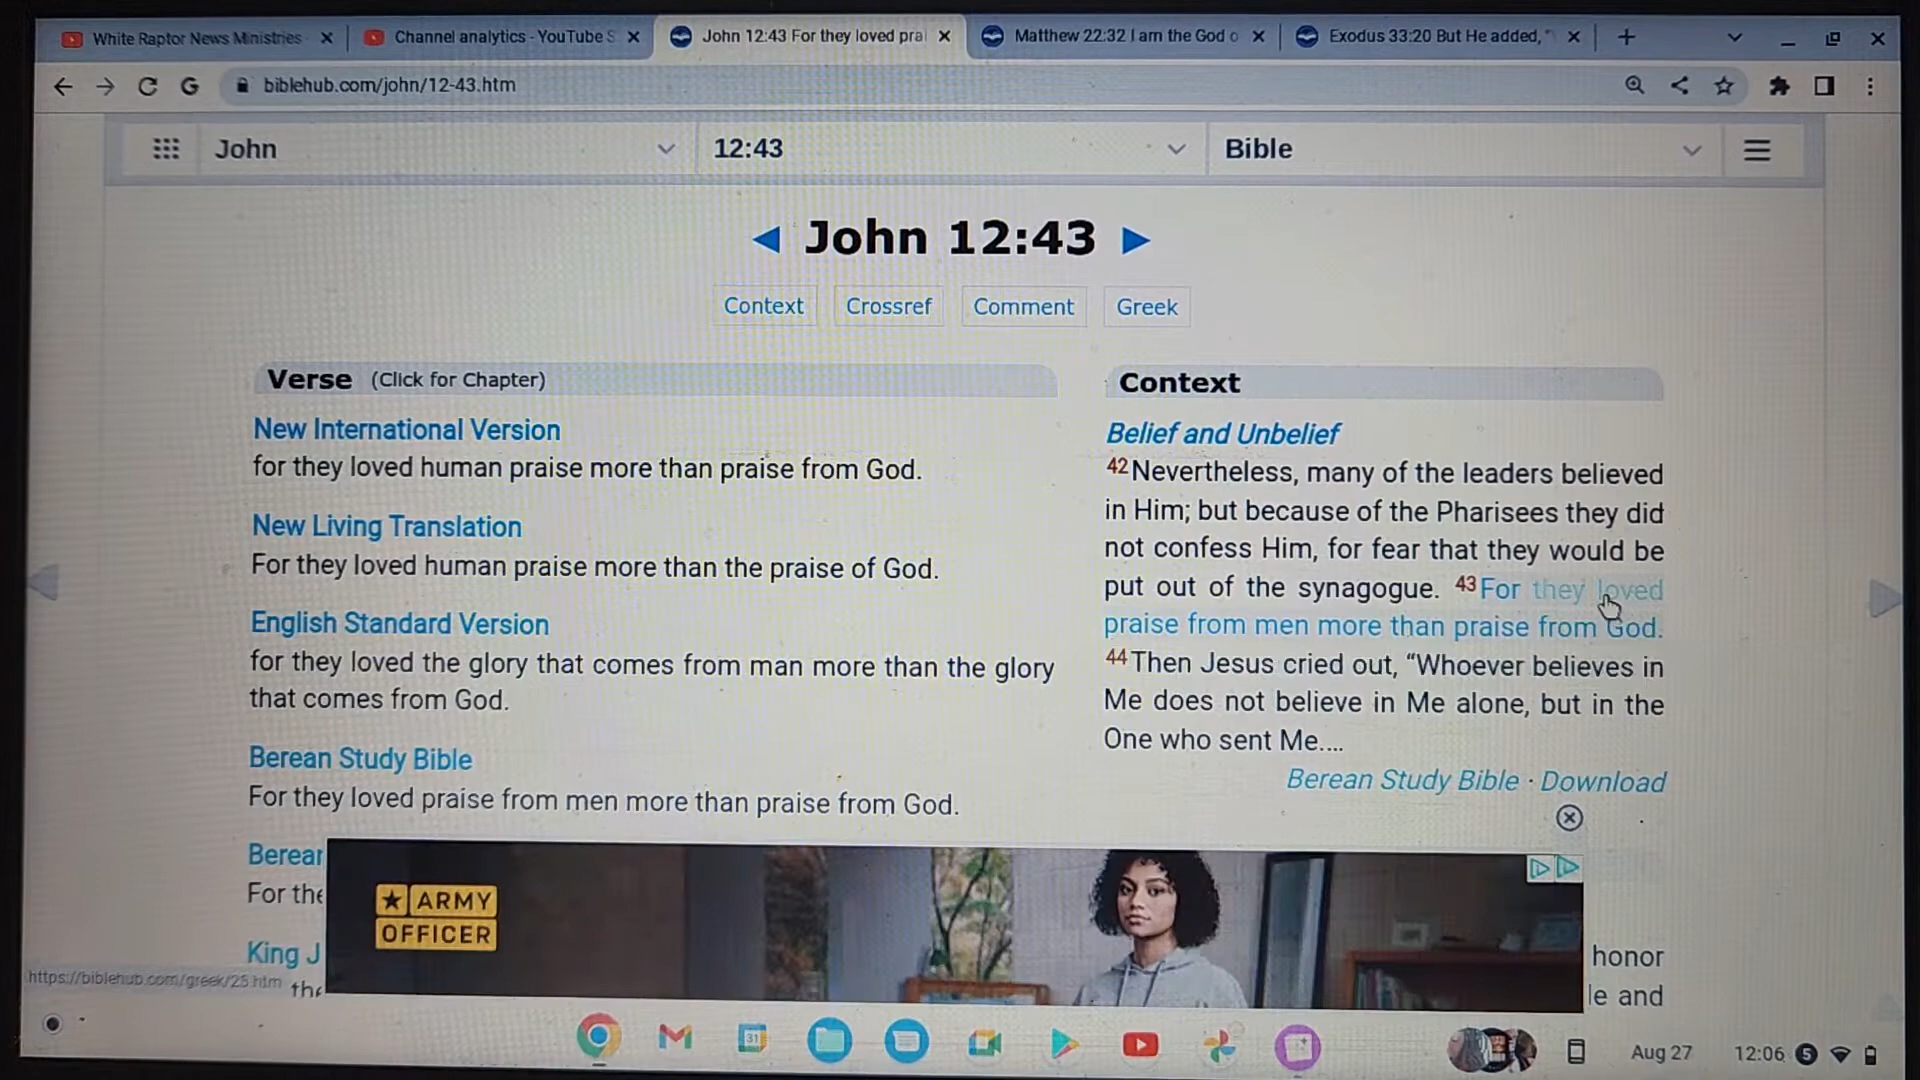 White Raptor News Ministries
Channel analytics - YouTube S
John 12:43 For they loved prai
Matthew 22:32 I am the God o
Exodus 33:20 But He added, "
biblehub.com/john/12-43.htm
John
12:43
Bible
John 12:43
Context
Crossref
Comment
Greek
Verse (Click for Chapter)
New International Version
for they loved human praise more than praise from God.
New Living Translation
For they loved human praise more than the praise of God.
English Standard Version
for they loved the glory that comes from man more than the glory
that comes from God.
Berean Study Bible
For they loved praise from men more than praise from God.
Berean
For the
King J
the
Context
Belief and Unbelief
42Nevertheless, many of the leaders believed
in Him; but because of the Pharisees they did
not confess Him, for fear that they would be
put out of the synagogue. 43For they loved
praise from men more than praise from God.
44Then Jesus cried out, “Whoever believes in
Me does not believe in Me alone, but in the
One who sent Me....
Berean Study Bible · Download
honor
le and
ARMY
OFFICER
https://biblehub.com/greek/25.htm
31
Aug 27
12:06
5